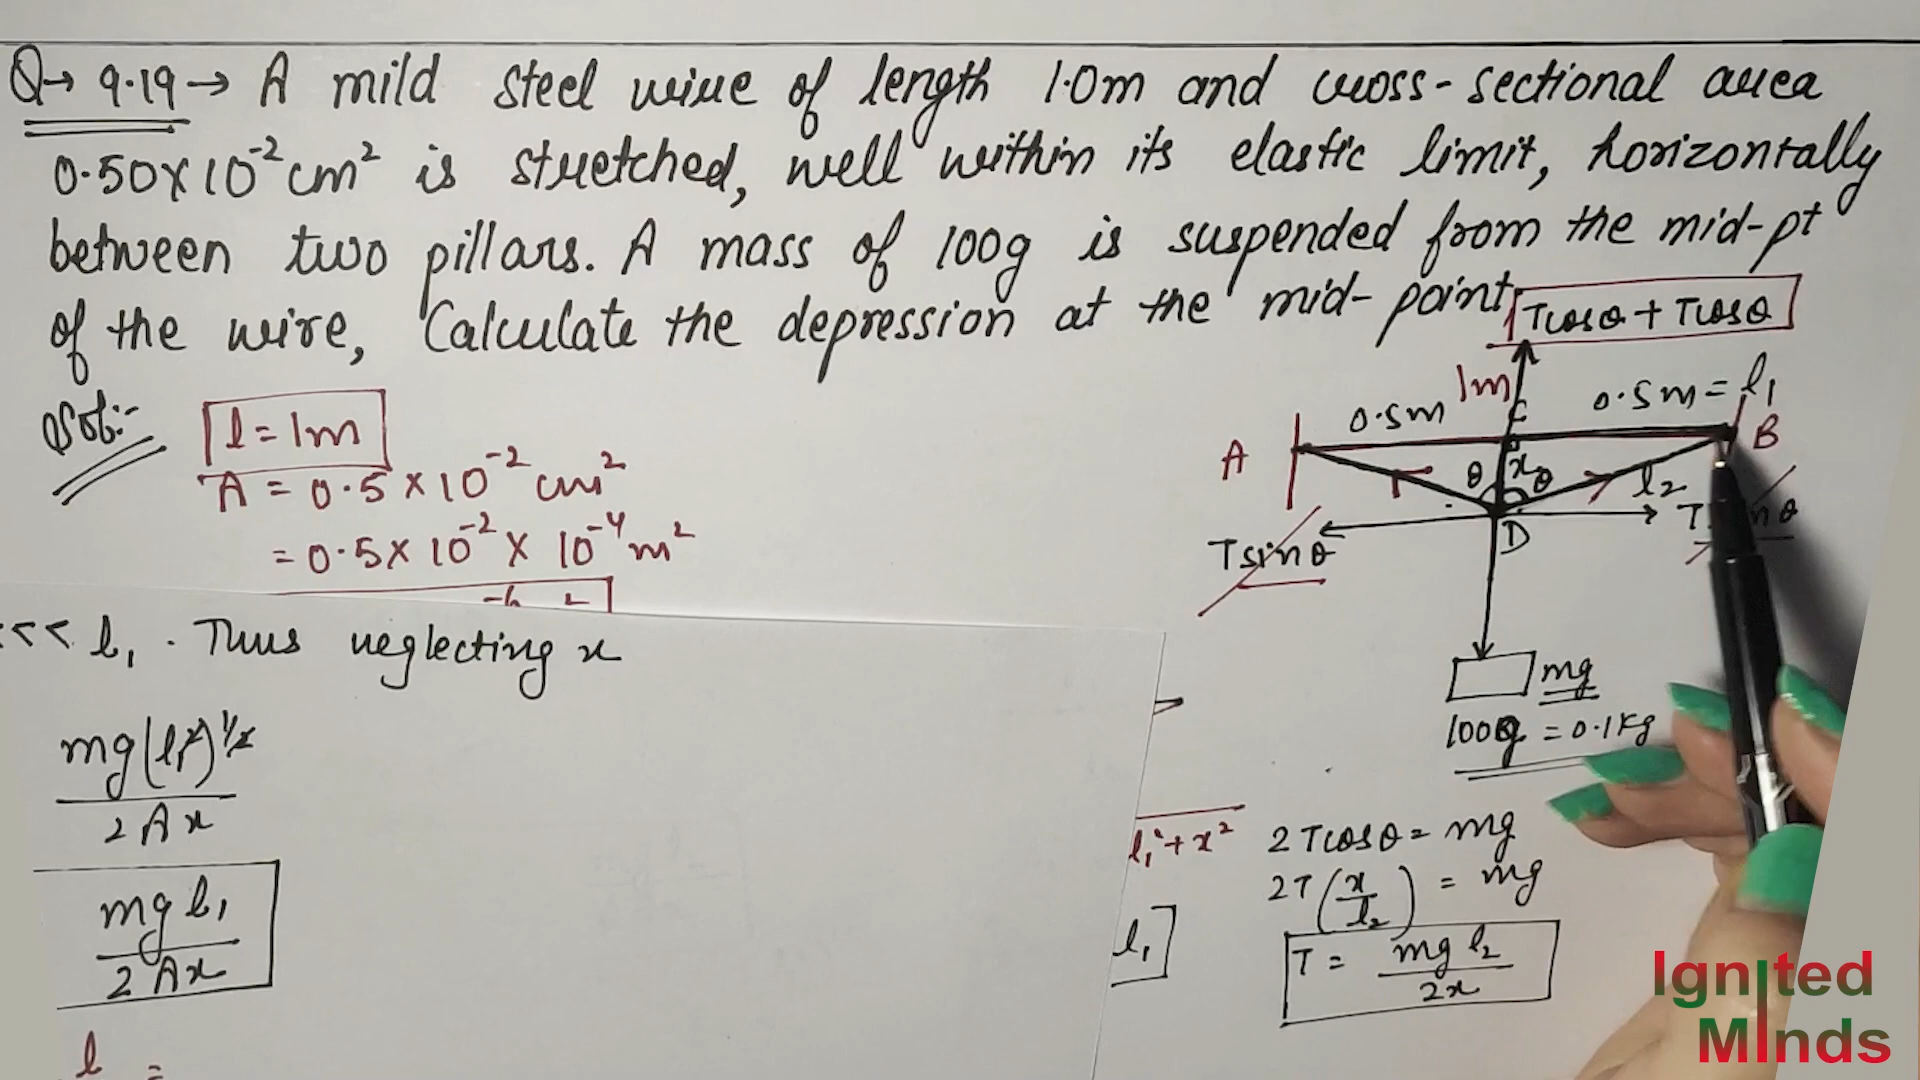 Q→ 9.19→ A mild steel wire of length 1.0m and cross-sectional area
0.50×10⁻²cm² is stretched, well within its elastic limit, horizontally
between two pillars. A mass of 100g is suspended from the mid-pt
of the wire, Calculate the depression at the mid-point,
Tcosθ + Tcosθ
Sol:-
l = 1m
A = 0.5 × 10⁻² cm²
= 0.5 × 10⁻² × 10⁻⁴ m²
1m
0.5m
C
0.5m = l₁
A
B
θ
x
θ
l₂
Tsinθ
D
mg
100g = 0.1kg
<< l₁. Thus neglecting x
mg(l₁²)^1/2
2Ax
mg l₁
2Ax
l =
l₁²+x²
l₁
2Tcosθ = mg
2T(x/l₂) = mg
T = mg l₂
2x
Ignited
Minds